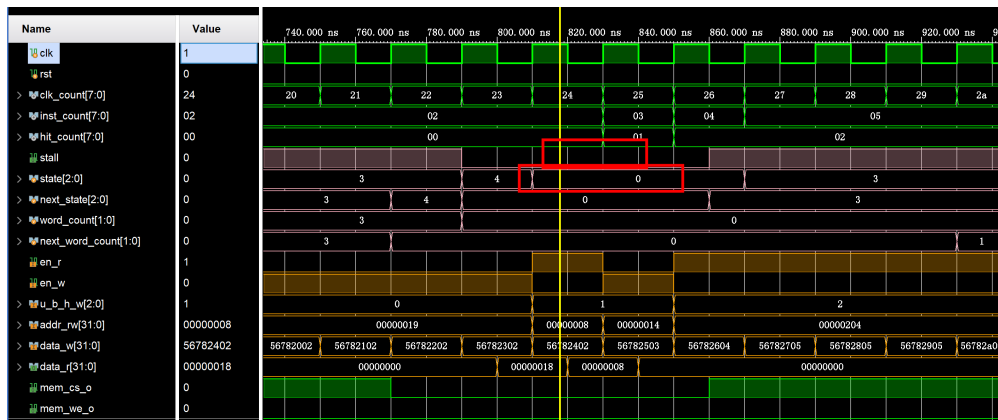 Name Value
740.000 ns 760.000 ns 780.000 ns 800.000 ns 820.000 ns 840.000 ns 860.000 ns 880.000 ns 900.000 ns 920.000 ns 9
clk 1
rst 0
clk_count[7:0] 24 20 21 22 23 24 25 26 27 28 29 2a
inst_count[7:0] 02 02 03 04 05
hit_count[7:0] 00 00 01 02
stall 0
state[2:0] 0 3 4 0 3
next_state[2:0] 0 3 4 0 3
word_count[1:0] 0 3 0
next_word_count[1:0] 0 3 0 1
en_r 1
en_w 0
u_b_h_w[2:0] 1 0 1 2
addr_rw[31:0] 00000008 00000019 00000008 00000014 00000204
data_w[31:0] 56782402 56782002 56782102 56782202 56782302 56782402 56782503 56782604 56782705 56782805 56782905 56782a0
data_r[31:0] 00000018 00000000 00000018 00000008 00000000
mem_cs_o 0
mem_we_o 0